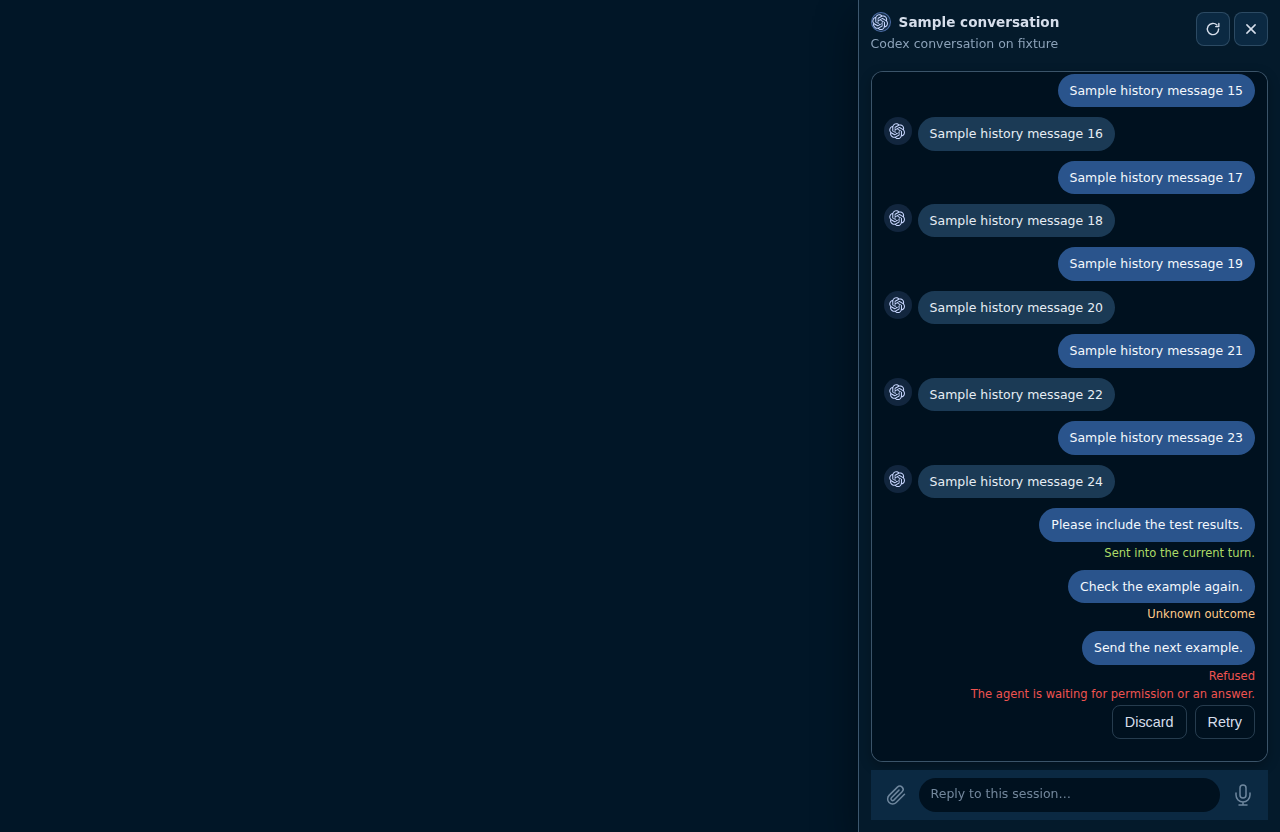 Sample conversation
Codex conversation on fixture
Sample history message 15
Sample history message 16
Sample history message 17
Sample history message 18
Sample history message 19
Sample history message 20
Sample history message 21
Sample history message 22
Sample history message 23
Sample history message 24
Please include the test results.
Sent into the current turn.
Check the example again.
Unknown outcome
Send the next example.
Refused
The agent is waiting for permission or an answer.
Discard Retry
Reply to this session...